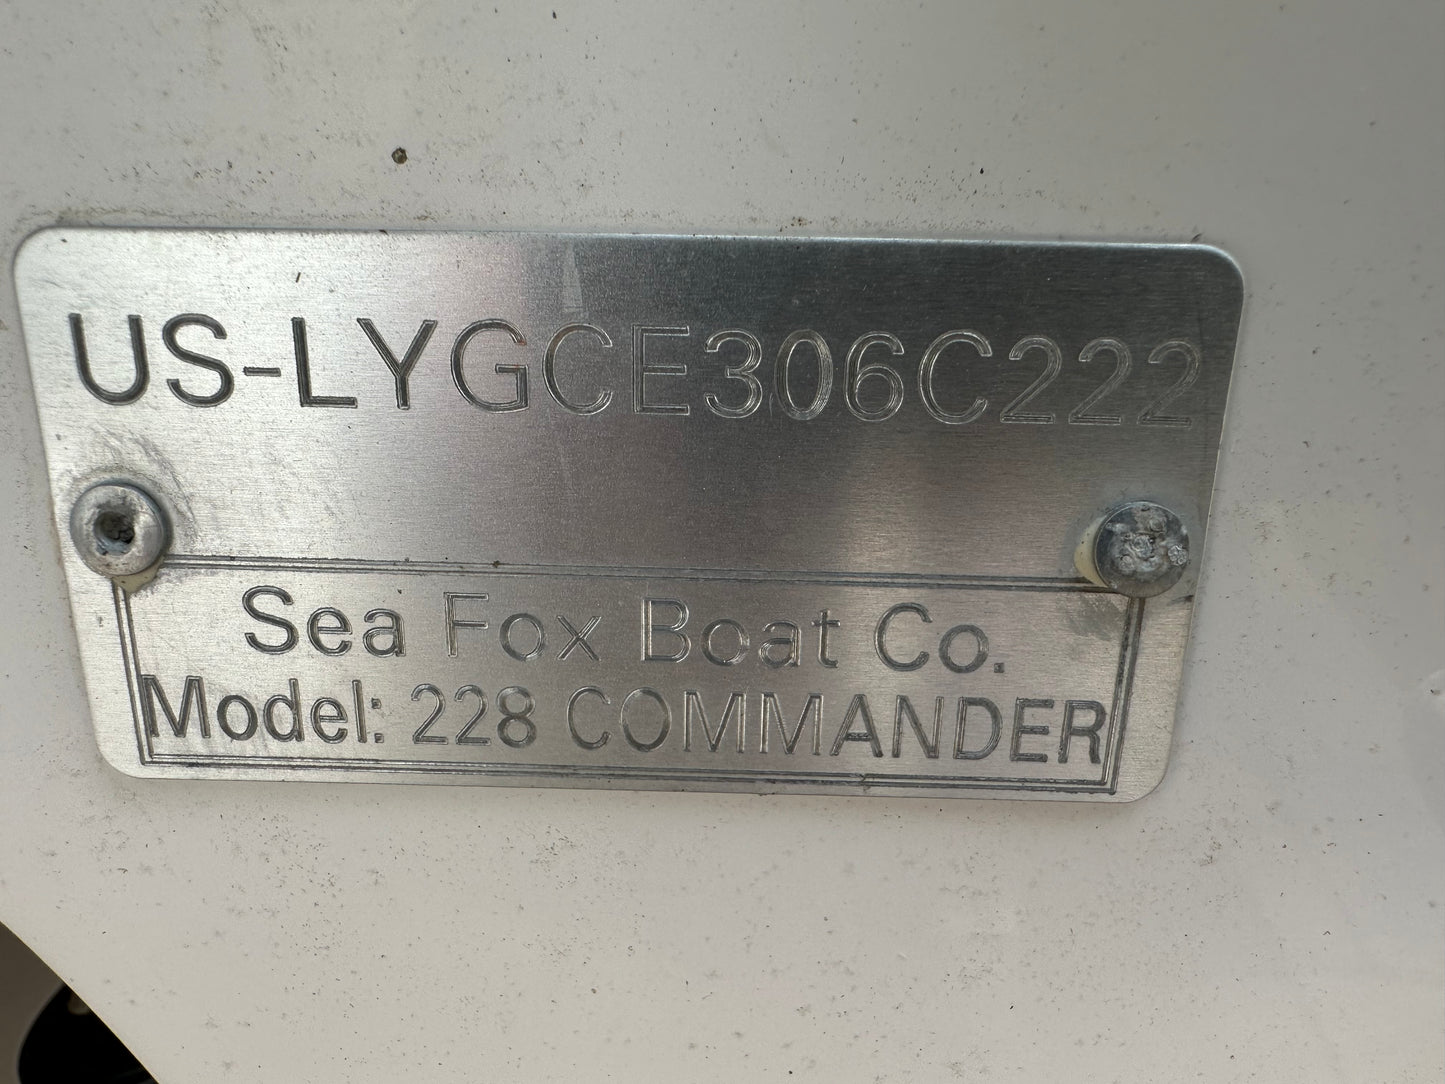 US-LYGCE306C222
Sea Fox Boat Co.
Model: 228 COMMANDER